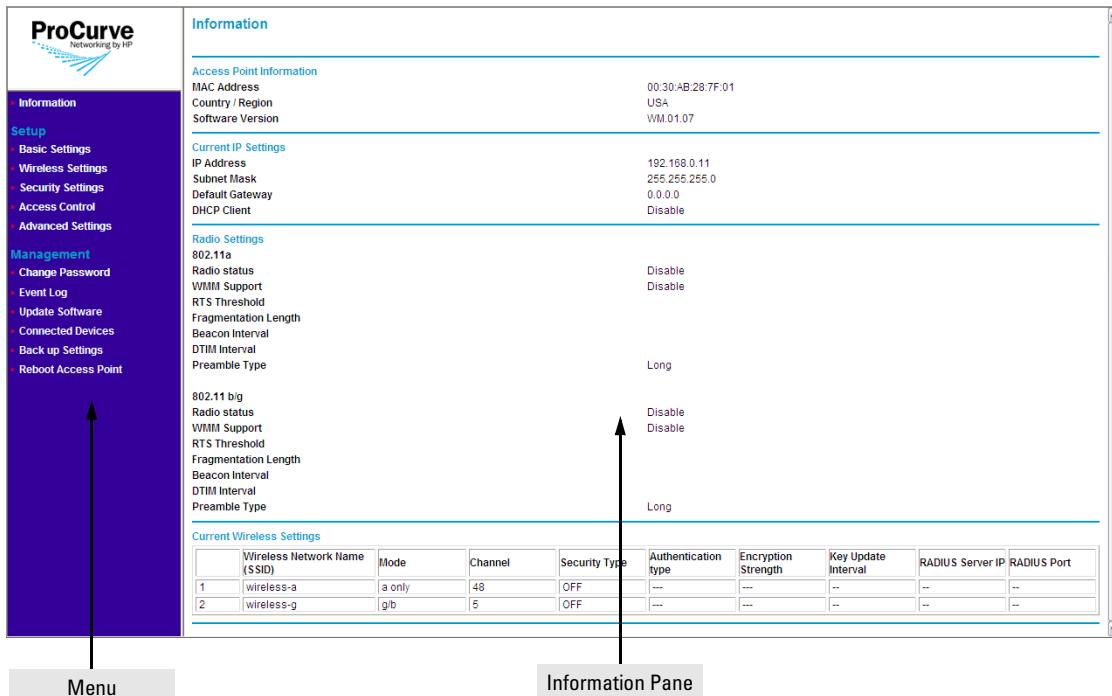 ProCurve
Networking by HP
Information
Setup
Basic Settings
Wireless Settings
Security Settings
Access Control
Advanced Settings
Management
Change Password
Event Log
Update Software
Connected Devices
Back up Settings
Reboot Access Point
Information
Access Point Information
MAC Address 00:30:AB:28:7F:01
Country / Region USA
Software Version WM.01.07
Current IP Settings
IP Address 192.168.0.11
Subnet Mask 255.255.255.0
Default Gateway 0.0.0.0
DHCP Client Disable
Radio Settings
802.11a
Radio status Disable
WMM Support Disable
RTS Threshold
Fragmentation Length
Beacon Interval
DTIM Interval
Preamble Type Long
802.11 b/g
Radio status Disable
WMM Support Disable
RTS Threshold
Fragmentation Length
Beacon Interval
DTIM Interval
Preamble Type Long
Current Wireless Settings
Wireless Network Name (SSID) Mode Channel Security Type Authentication type Encryption Strength Key Update Interval RADIUS Server IP RADIUS Port
1 wireless-a a only 48 OFF --- --- -- -- --
2 wireless-g g/b 5 OFF --- --- -- -- --
Menu
Information Pane